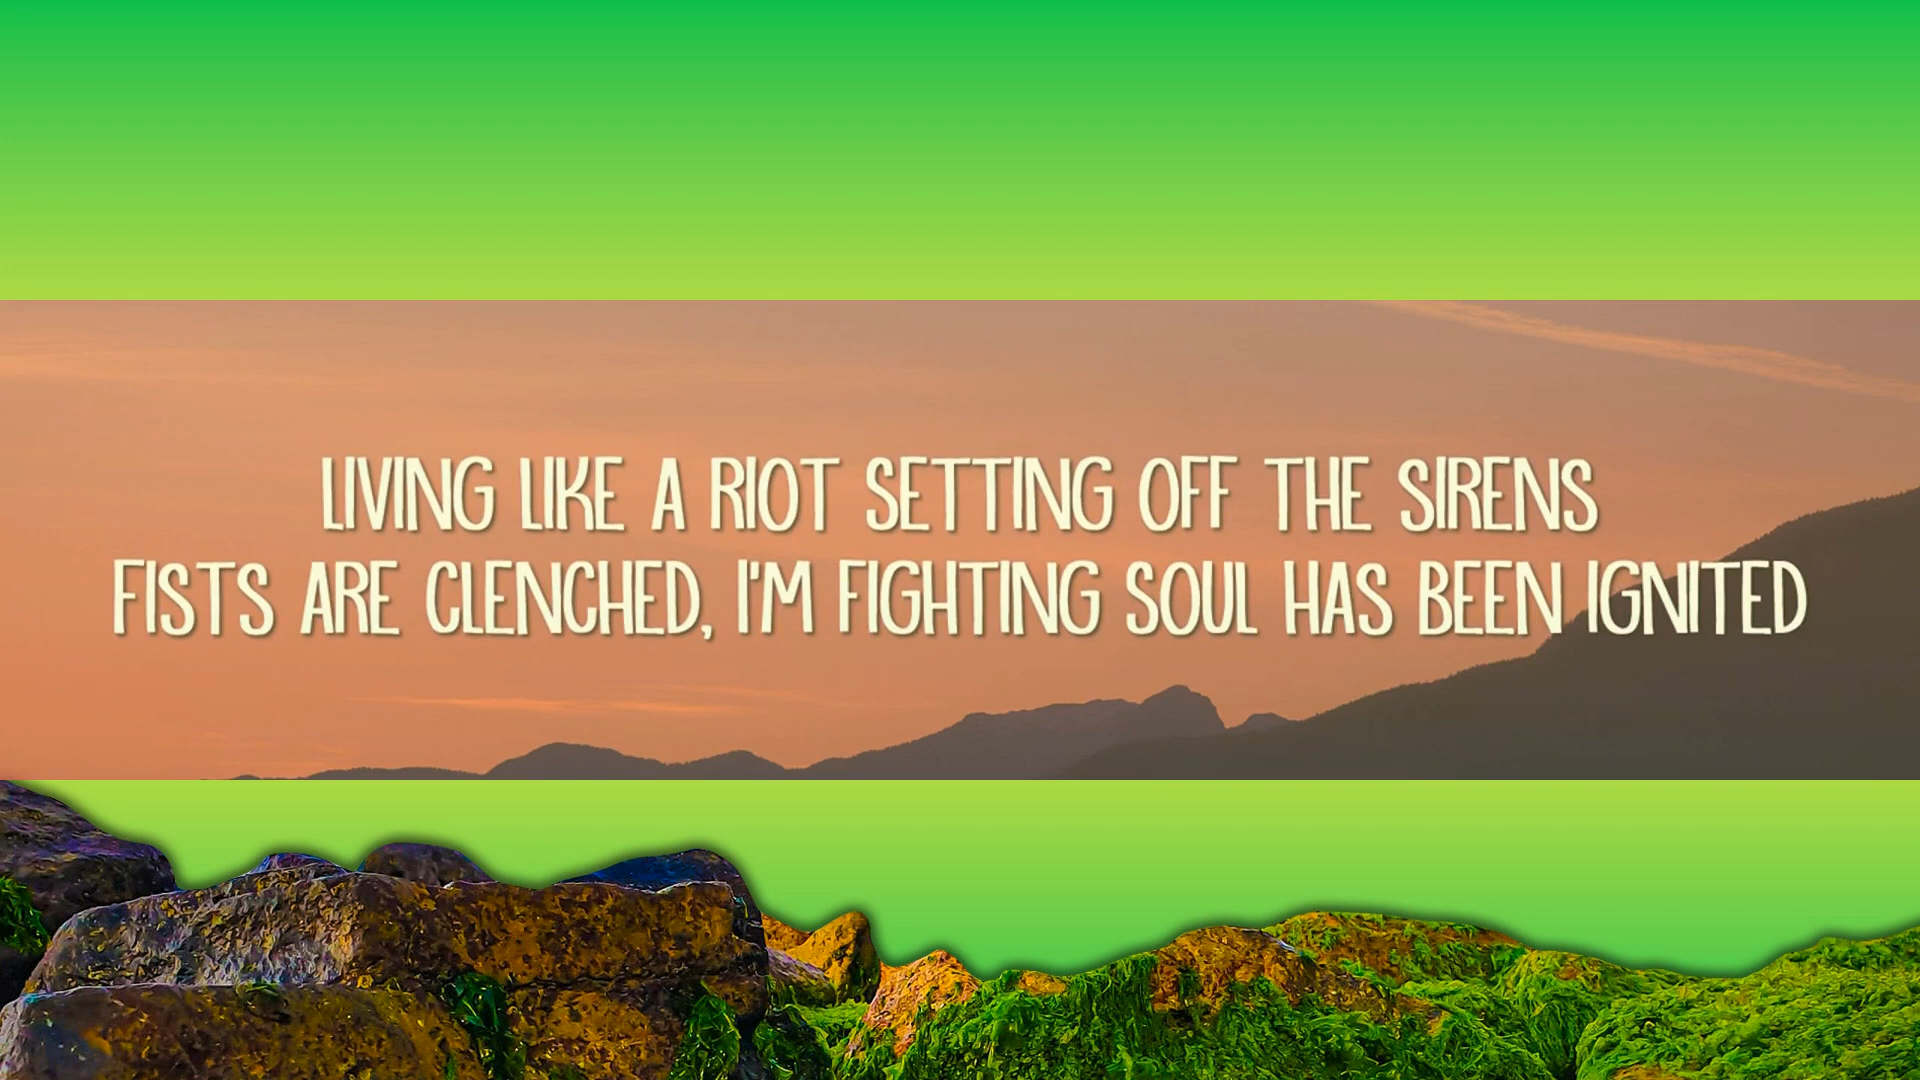 LIVING LIKE A RIOT SETTING OFF THE SIRENS
FISTS ARE CLENCHED, I'M FIGHTING SOUL HAS BEEN IGNITED